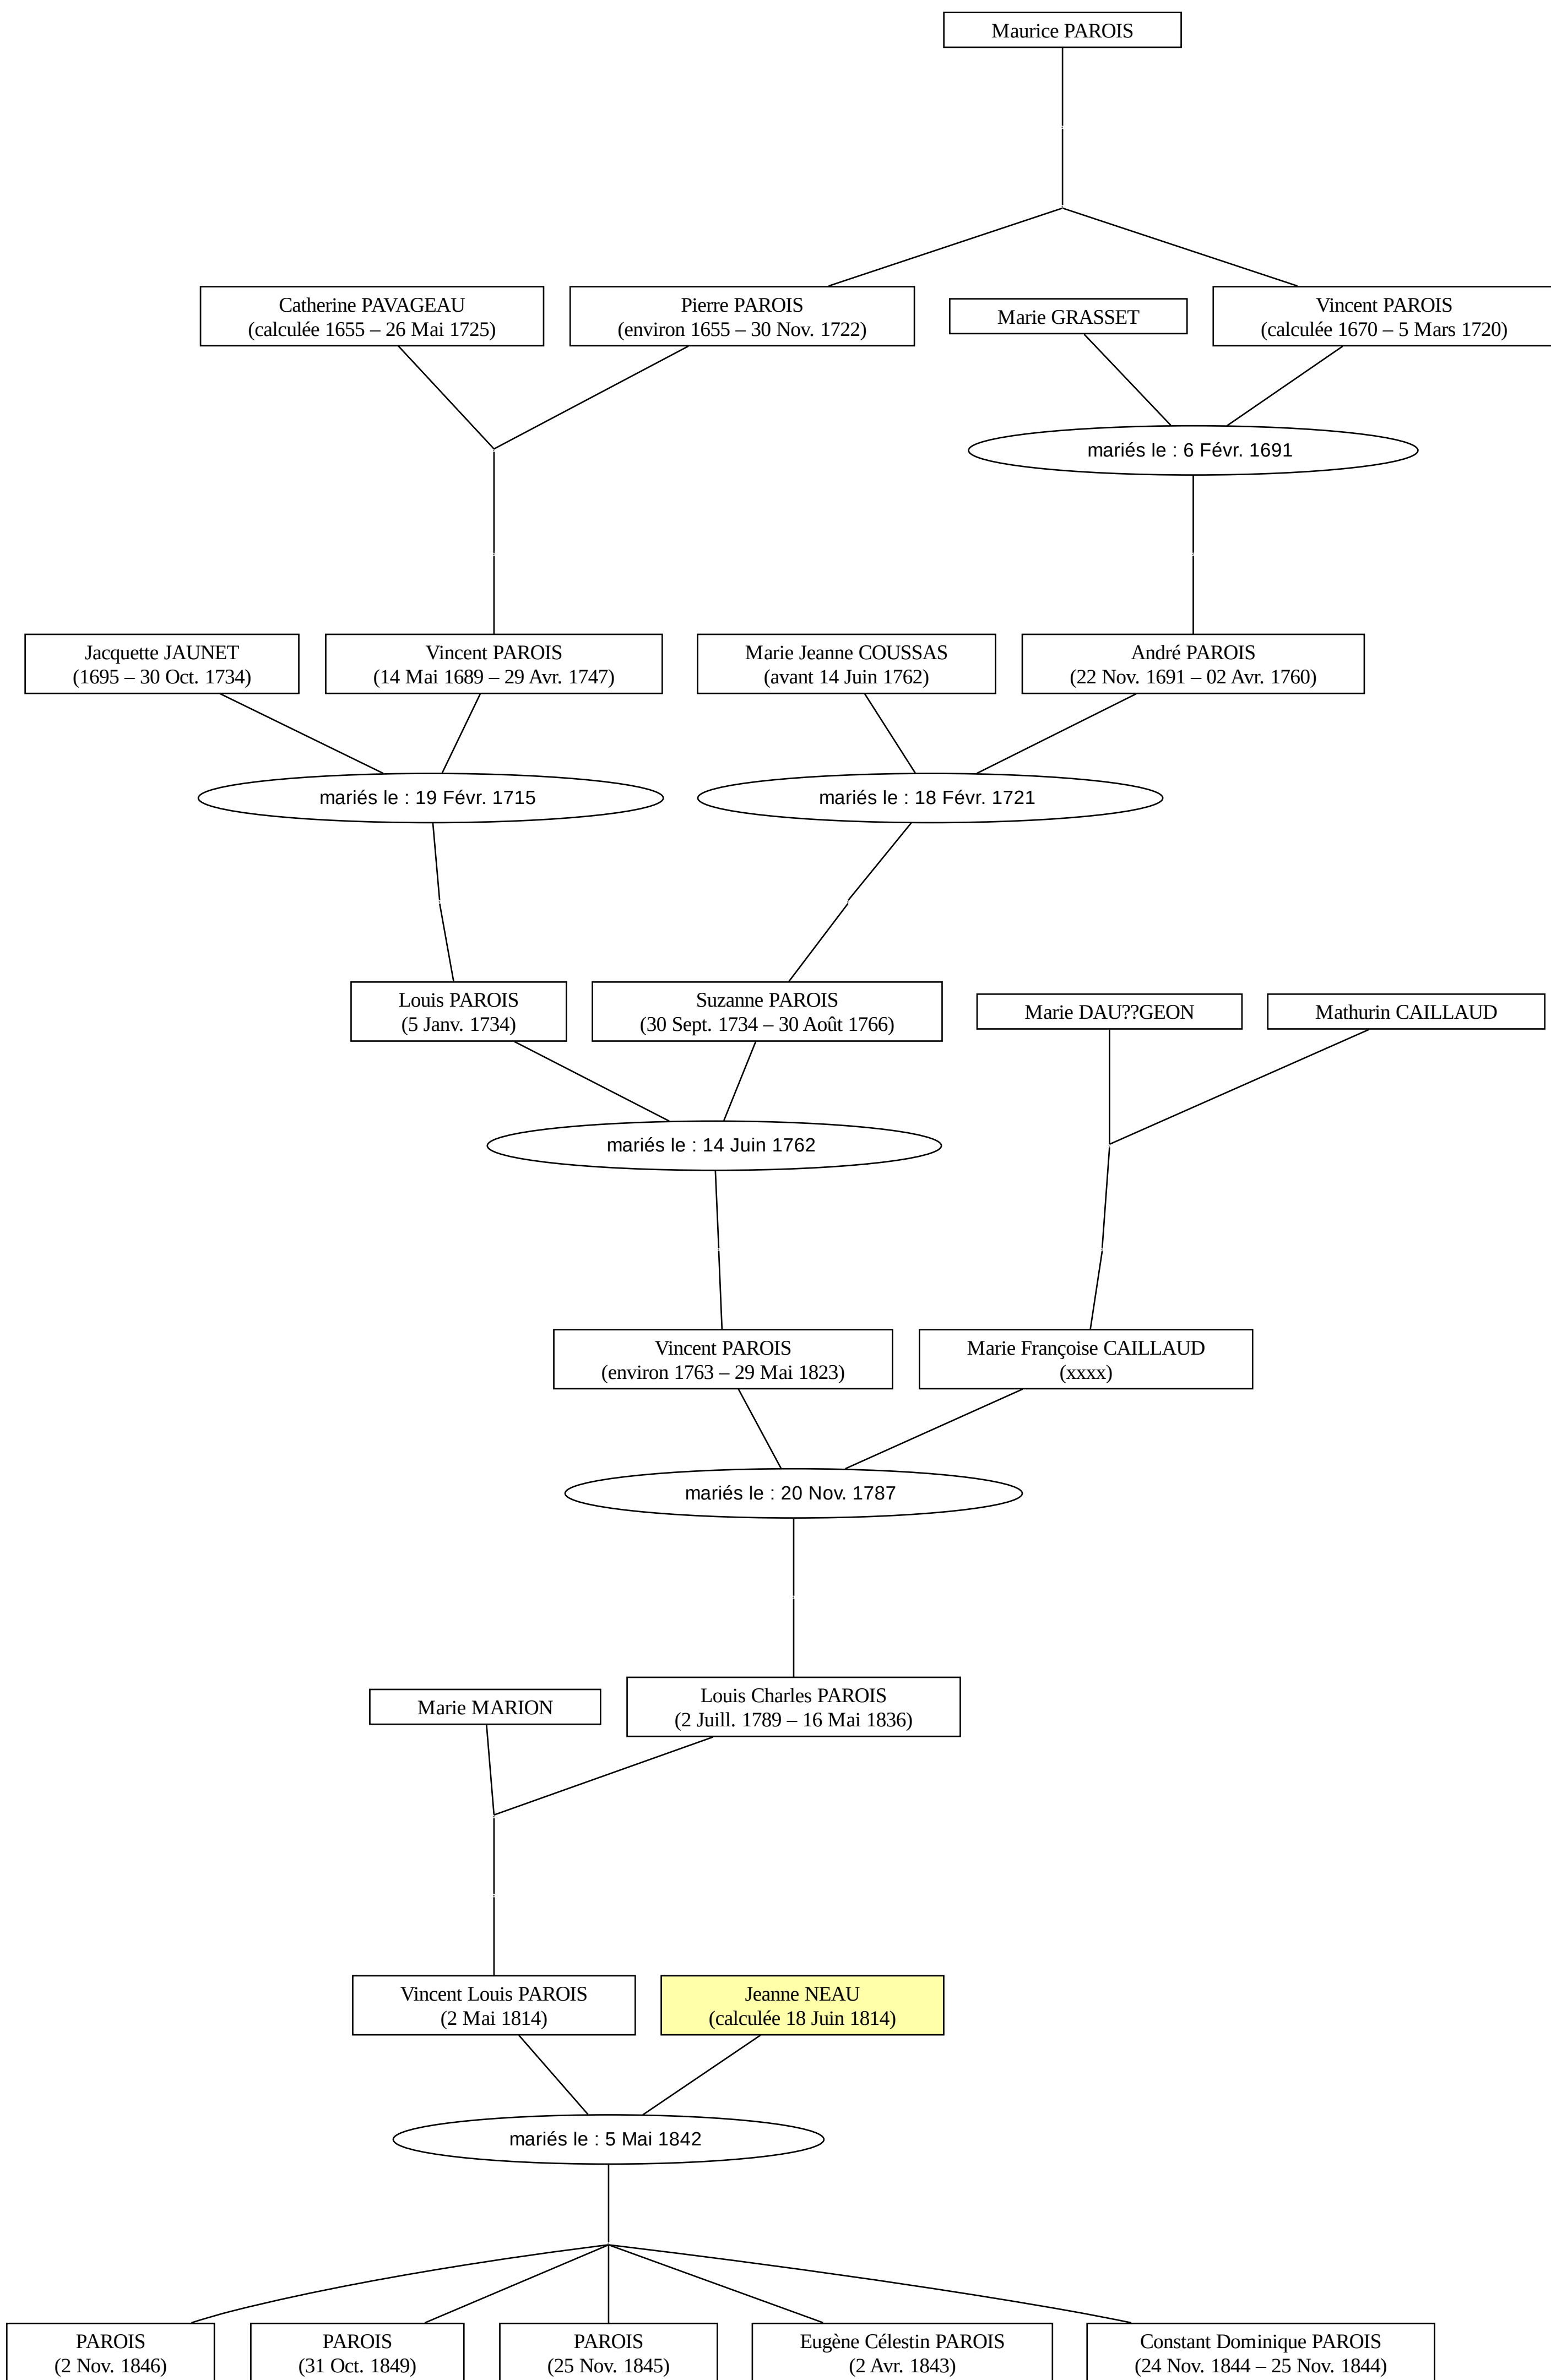 Maurice PAROIS
Catherine PAVAGEAU
(calculée 1655 – 26 Mai 1725)
Pierre PAROIS
(environ 1655 – 30 Nov. 1722)
Marie GRASSET
Vincent PAROIS
(calculée 1670 – 5 Mars 1720)
mariés le : 6 Févr. 1691
Jacquette JAUNET
(1695 – 30 Oct. 1734)
Vincent PAROIS
(14 Mai 1689 – 29 Avr. 1747)
Marie Jeanne COUSSAS
(avant 14 Juin 1762)
André PAROIS
(22 Nov. 1691 – 02 Avr. 1760)
mariés le : 19 Févr. 1715
mariés le : 18 Févr. 1721
Louis PAROIS
(5 Janv. 1734)
Suzanne PAROIS
(30 Sept. 1734 – 30 Août 1766)
Marie DAU??GEON
Mathurin CAILLAUD
mariés le : 14 Juin 1762
Vincent PAROIS
(environ 1763 – 29 Mai 1823)
Marie Françoise CAILLAUD
(xxxx)
mariés le : 20 Nov. 1787
Marie MARION
Louis Charles PAROIS
(2 Juill. 1789 – 16 Mai 1836)
Vincent Louis PAROIS
(2 Mai 1814)
Jeanne NEAU
(calculée 18 Juin 1814)
mariés le : 5 Mai 1842
PAROIS
(2 Nov. 1846)
PAROIS
(31 Oct. 1849)
PAROIS
(25 Nov. 1845)
Eugène Célestin PAROIS
(2 Avr. 1843)
Constant Dominique PAROIS
(24 Nov. 1844 – 25 Nov. 1844)